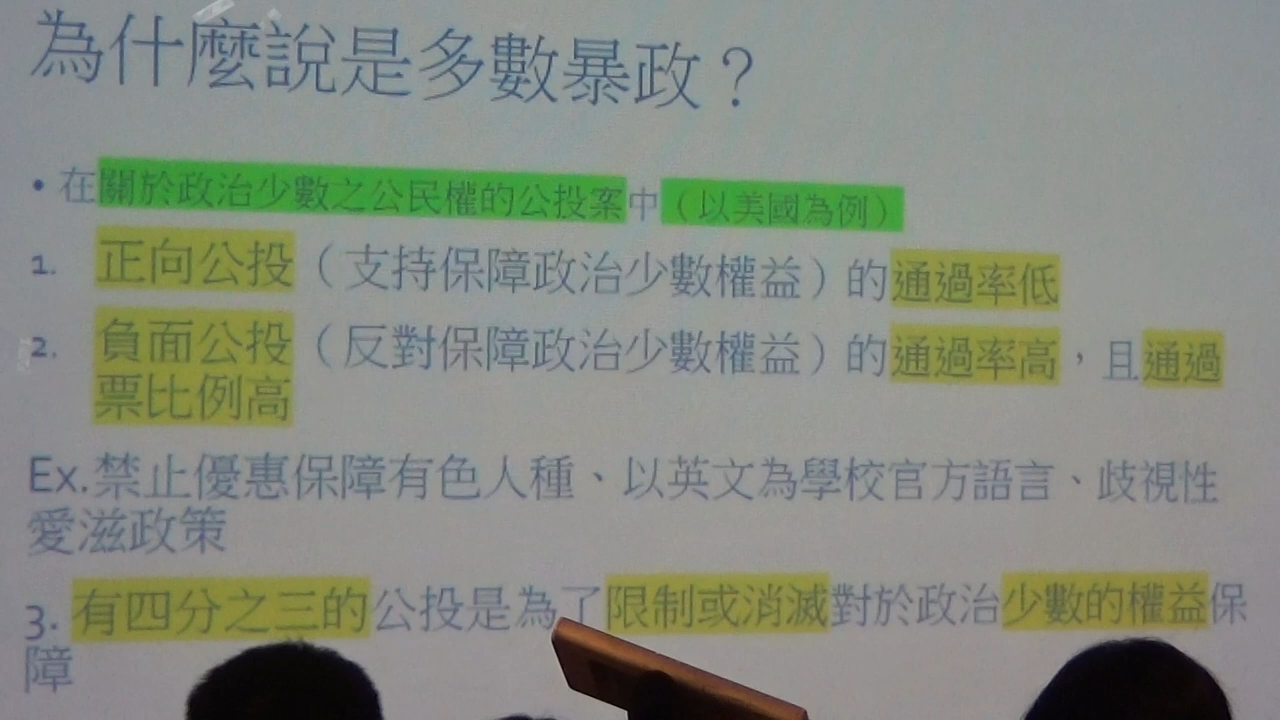 為什麼說是多數暴政？
• 在關於政治少數之公民權的公投案中（以美國為例）
1. 正向公投（支持保障政治少數權益）的通過率低
2. 負面公投（反對保障政治少數權益）的通過率高，且通過
票比例高
Ex.禁止優惠保障有色人種、以英文為學校官方語言、歧視性
愛滋政策
3. 有四分之三的公投是為了限制或消滅對於政治少數的權益保
障